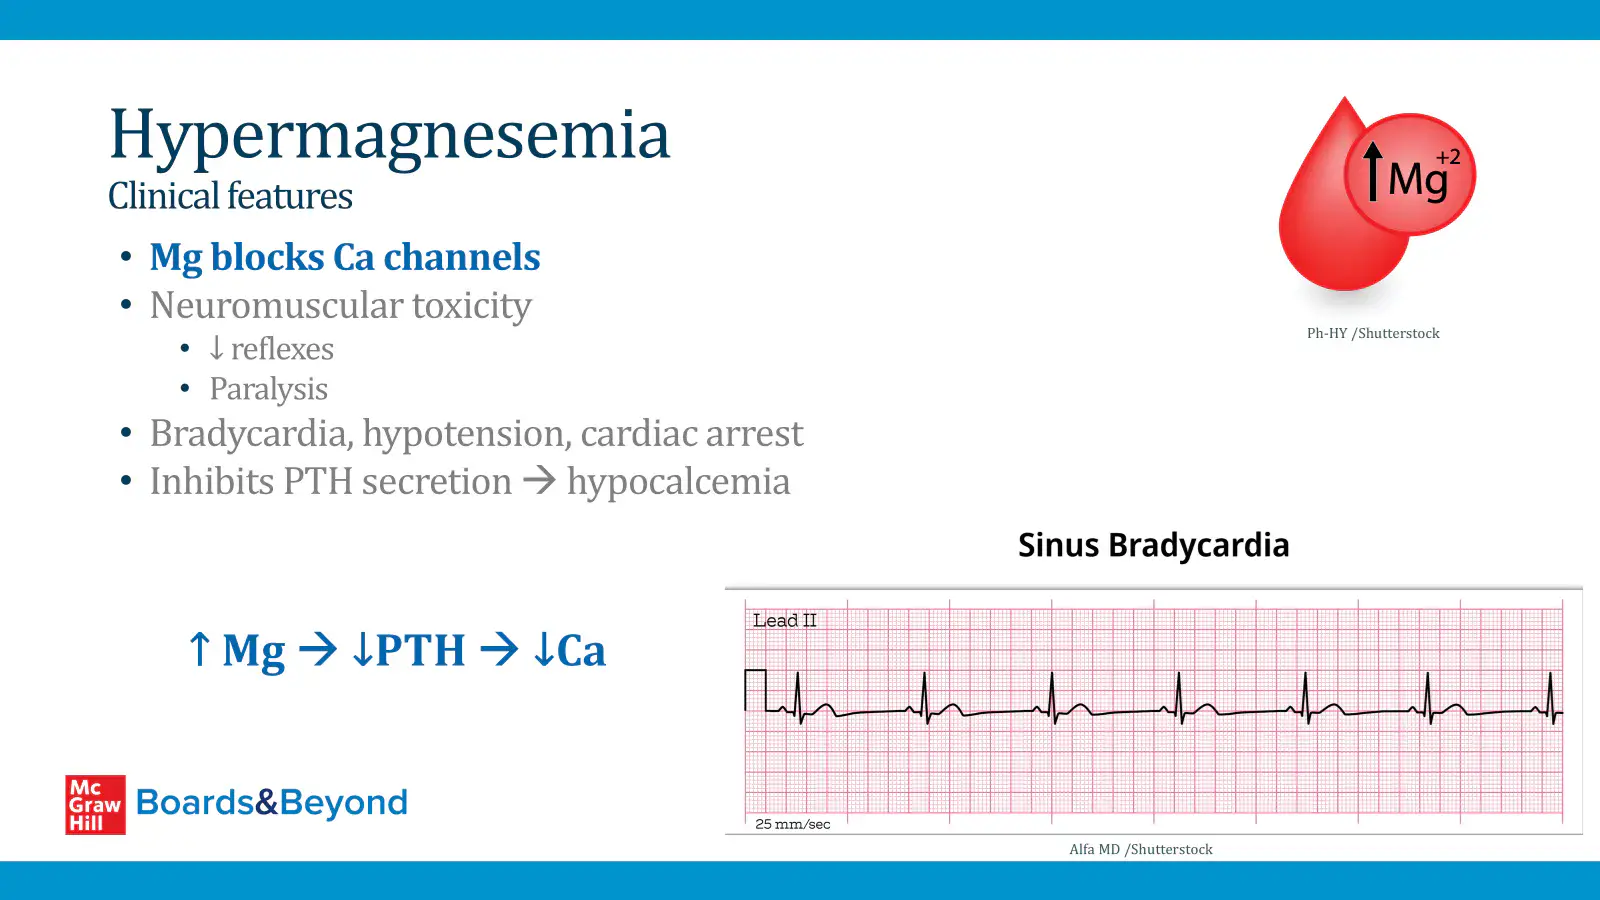 Hypermagnesemia
Clinical features
• Mg blocks Ca channels
• Neuromuscular toxicity
• ↓ reflexes
• Paralysis
• Bradycardia, hypotension, cardiac arrest
• Inhibits PTH secretion → hypocalcemia
↑ Mg → ↓PTH → ↓Ca
↑Mg+2
Ph-HY /Shutterstock
Sinus Bradycardia
Lead II
25 mm/sec
Alfa MD /Shutterstock
Mc
Graw
Hill
Boards&Beyond